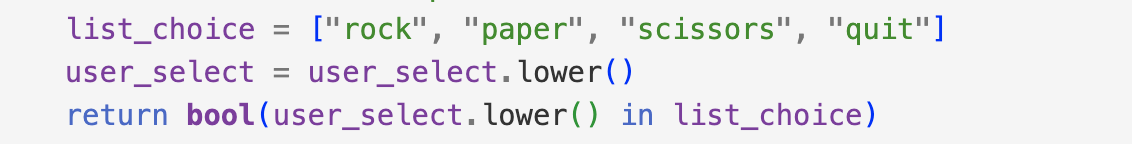 list_choice = ["rock", "paper", "scissors", "quit"]
user_select = user_select.lower()
return bool(user_select.lower() in list_choice)